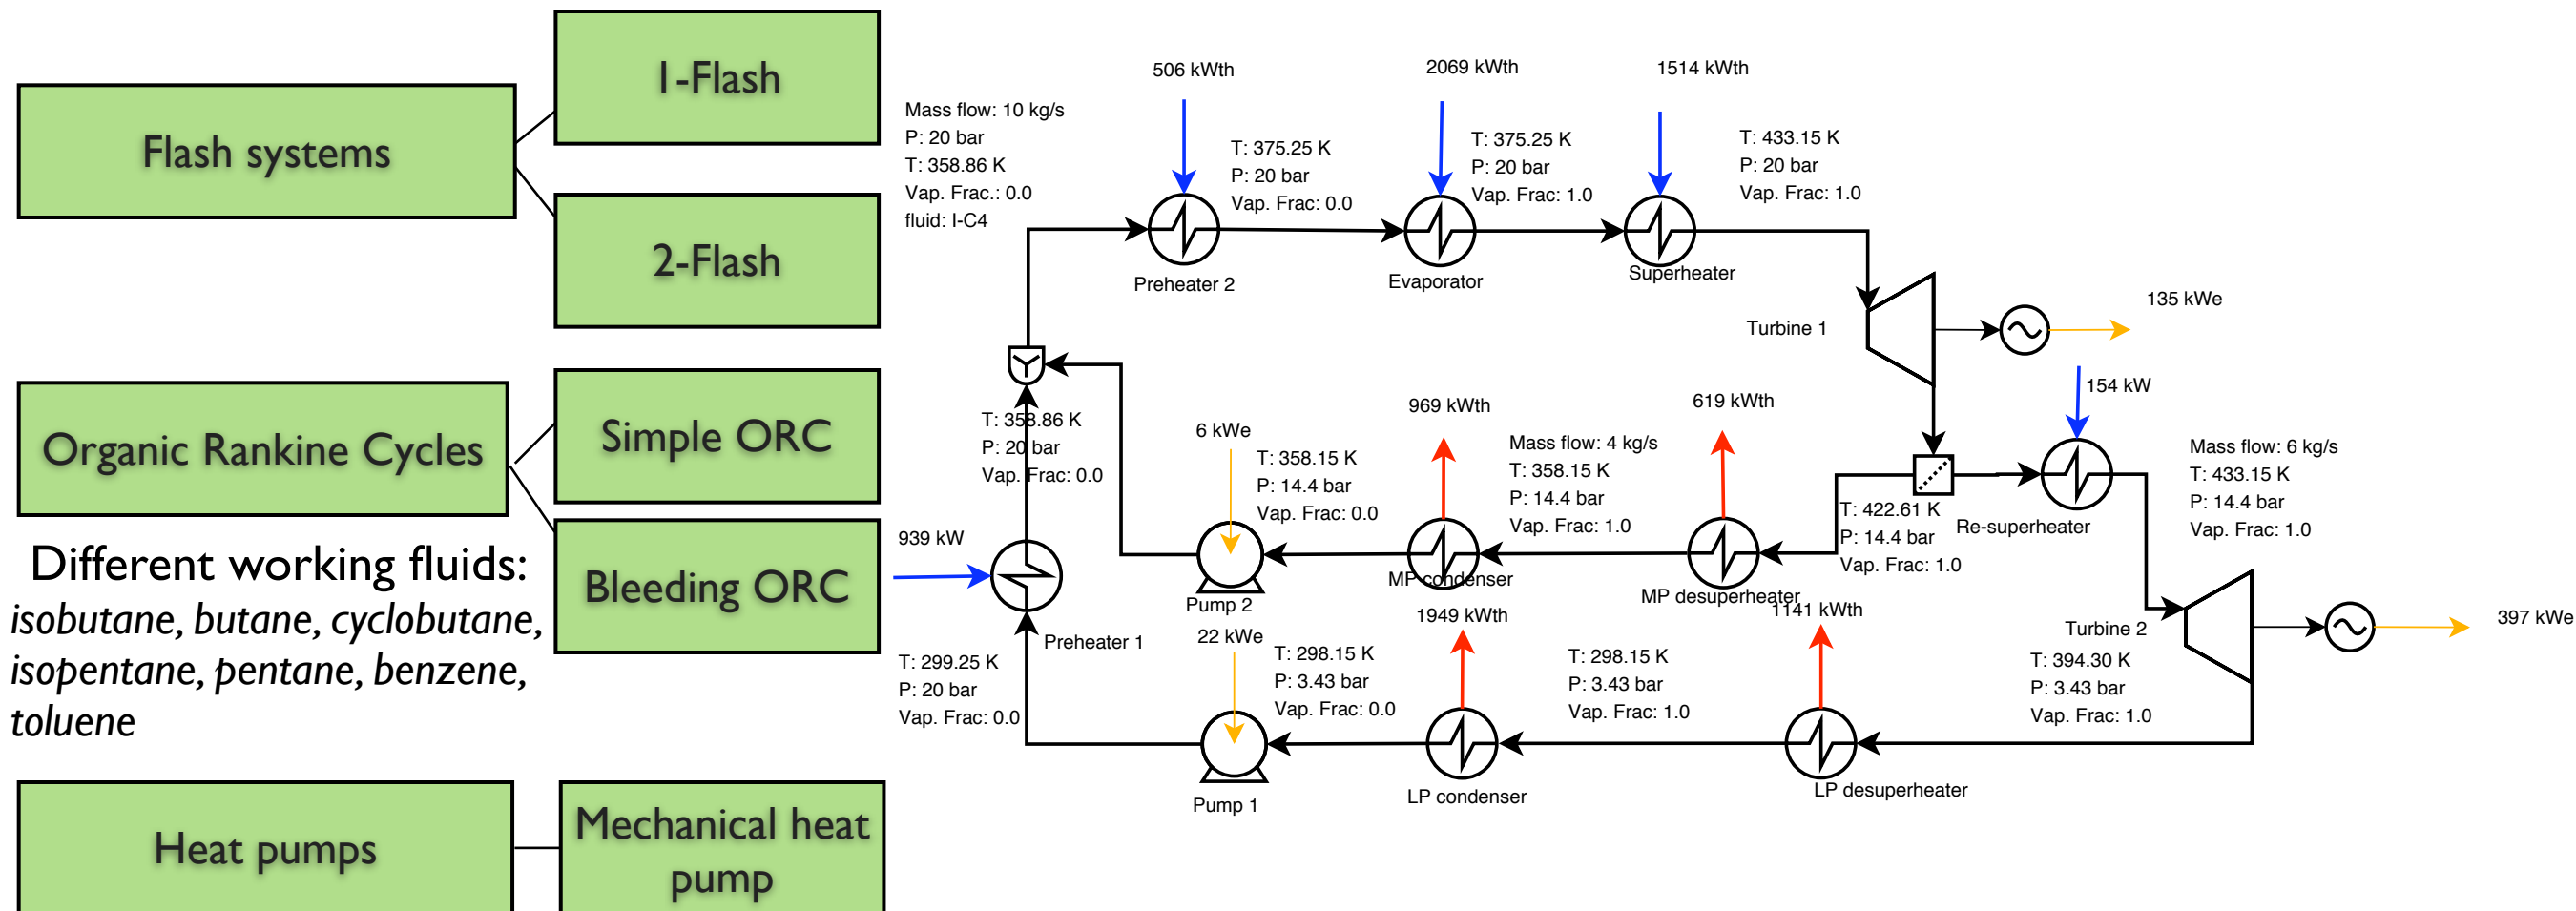 Flash systems
1-Flash
2-Flash
Organic Rankine Cycles
Simple ORC
Bleeding ORC
Different working fluids:
isobutane, butane, cyclobutane,
isopentane, pentane, benzene,
toluene
Heat pumps
Mechanical heat
pump
Mass flow: 10 kg/s
P: 20 bar
T: 358.86 K
Vap. Frac.: 0.0
fluid: I-C4
506 kWth
T: 375.25 K
P: 20 bar
Vap. Frac: 0.0
Preheater 2
2069 kWth
T: 375.25 K
P: 20 bar
Vap. Frac: 1.0
Evaporator
1514 kWth
T: 433.15 K
P: 20 bar
Vap. Frac: 1.0
Superheater
Turbine 1
135 kWe
154 kW
Re-superheater
Mass flow: 6 kg/s
T: 433.15 K
P: 14.4 bar
Vap. Frac: 1.0
T: 422.61 K
P: 14.4 bar
Vap. Frac: 1.0
619 kWth
MP desuperheater
Mass flow: 4 kg/s
T: 358.15 K
P: 14.4 bar
Vap. Frac: 1.0
969 kWth
MP condenser
T: 358.15 K
P: 14.4 bar
Vap. Frac: 0.0
6 kWe
Pump 2
T: 358.86 K
P: 20 bar
Vap. Frac: 0.0
939 kW
Preheater 1
T: 299.25 K
P: 20 bar
Vap. Frac: 0.0
22 kWe
Pump 1
T: 298.15 K
P: 3.43 bar
Vap. Frac: 0.0
1949 kWth
LP condenser
T: 298.15 K
P: 3.43 bar
Vap. Frac: 1.0
1141 kWth
LP desuperheater
T: 394.30 K
P: 3.43 bar
Vap. Frac: 1.0
Turbine 2
397 kWe